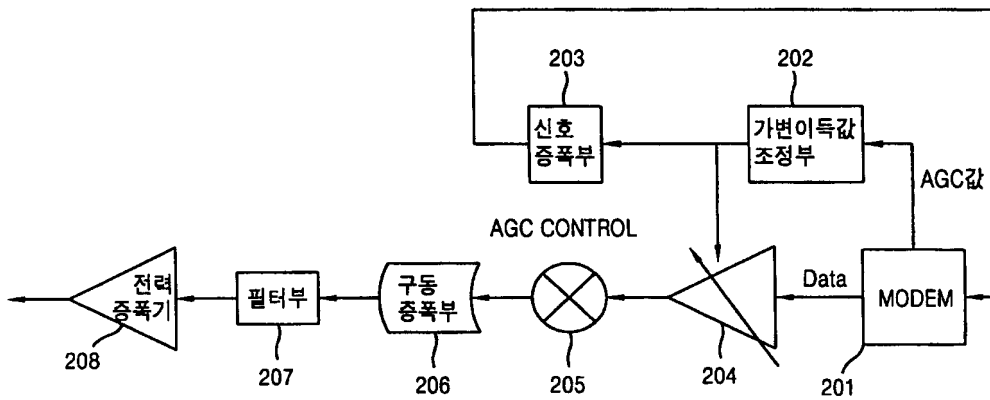 203
202
신호
증폭부
가변이득값
조정부
AGC값
AGC CONTROL
전력
증폭기
필터부
구동
증폭부
Data
MODEM
208
207
206
205
204
201